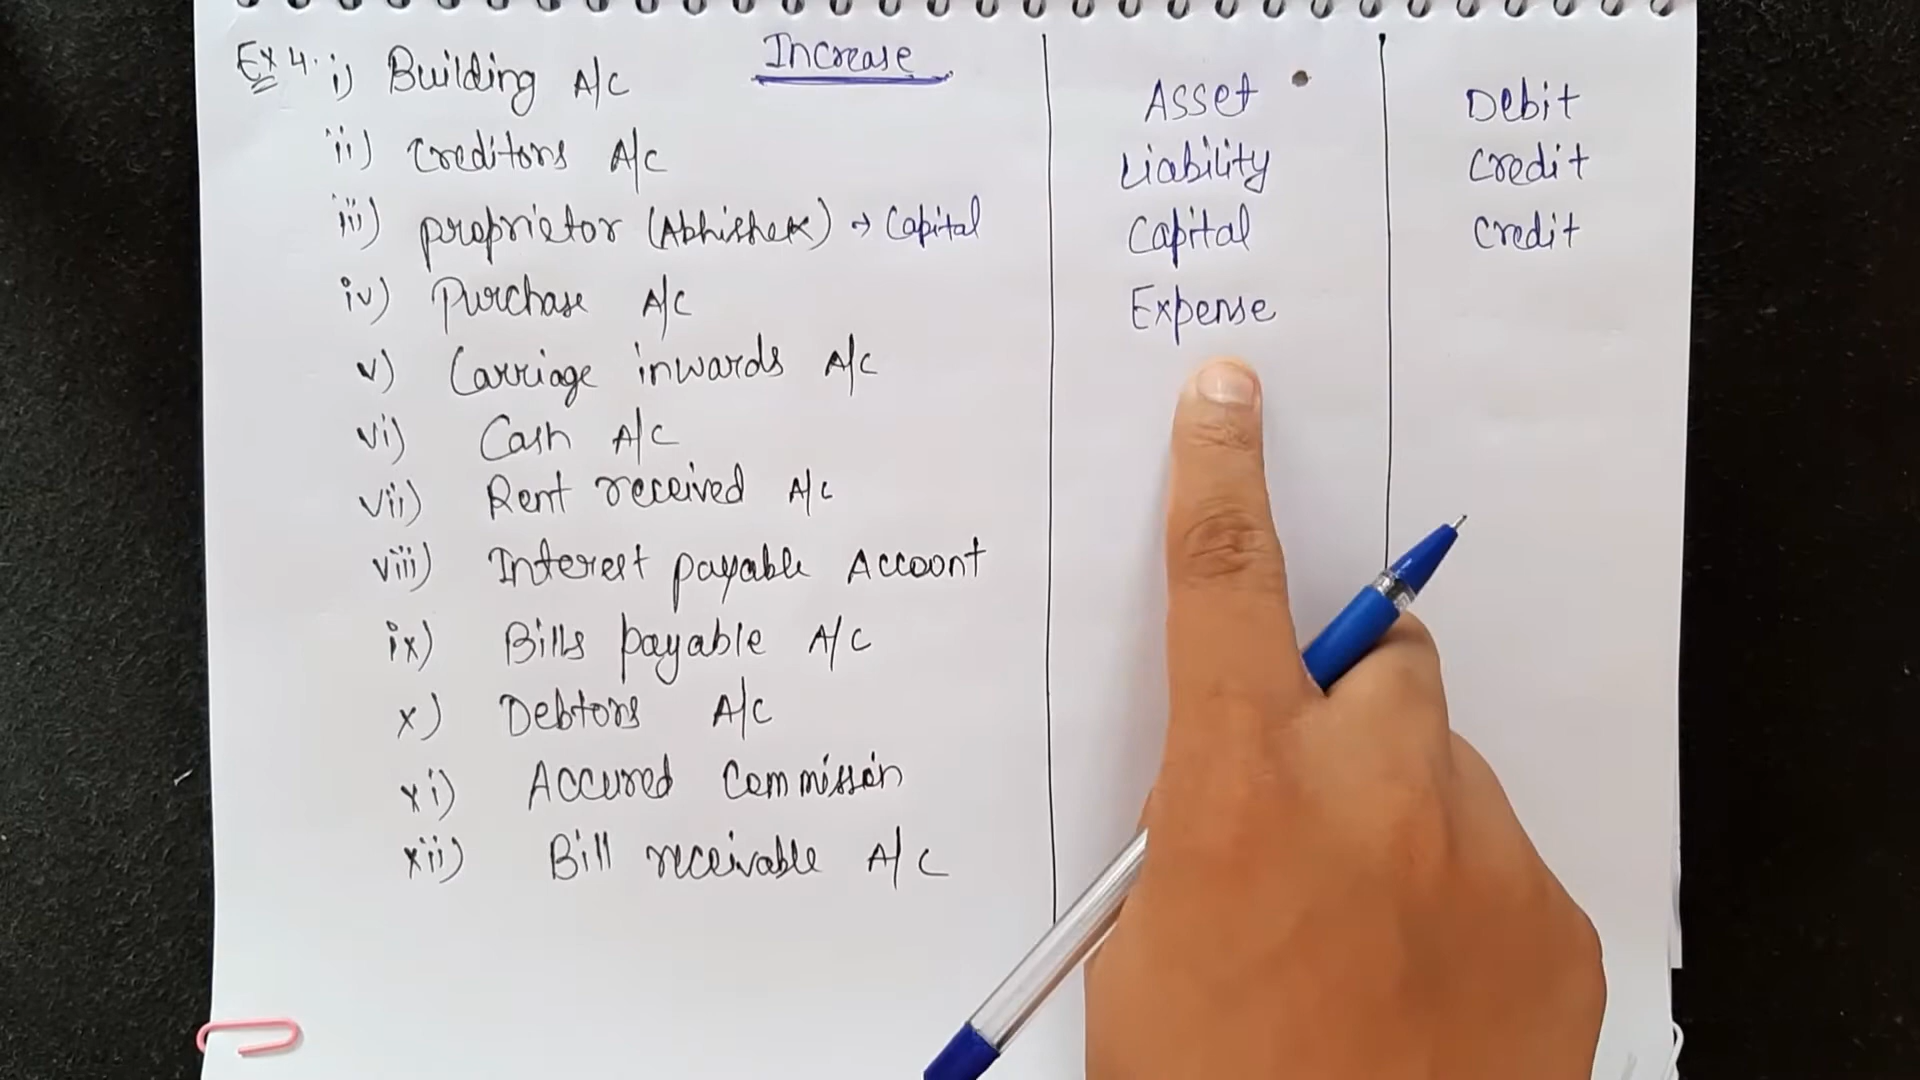 Ex 4. i) Building A/C Increase Asset Debit
ii) Creditors A/C Liability Credit
iii) proprietor (Abhishek) → Capital Capital Credit
iv) Purchase A/C Expense
v) Carriage inwards A/C
vi) Cash A/C
vii) Rent received A/C
viii) Interest payable Account
ix) Bills payable A/C
x) Debtors A/C
xi) Accured Commission
xii) Bill receivable A/C